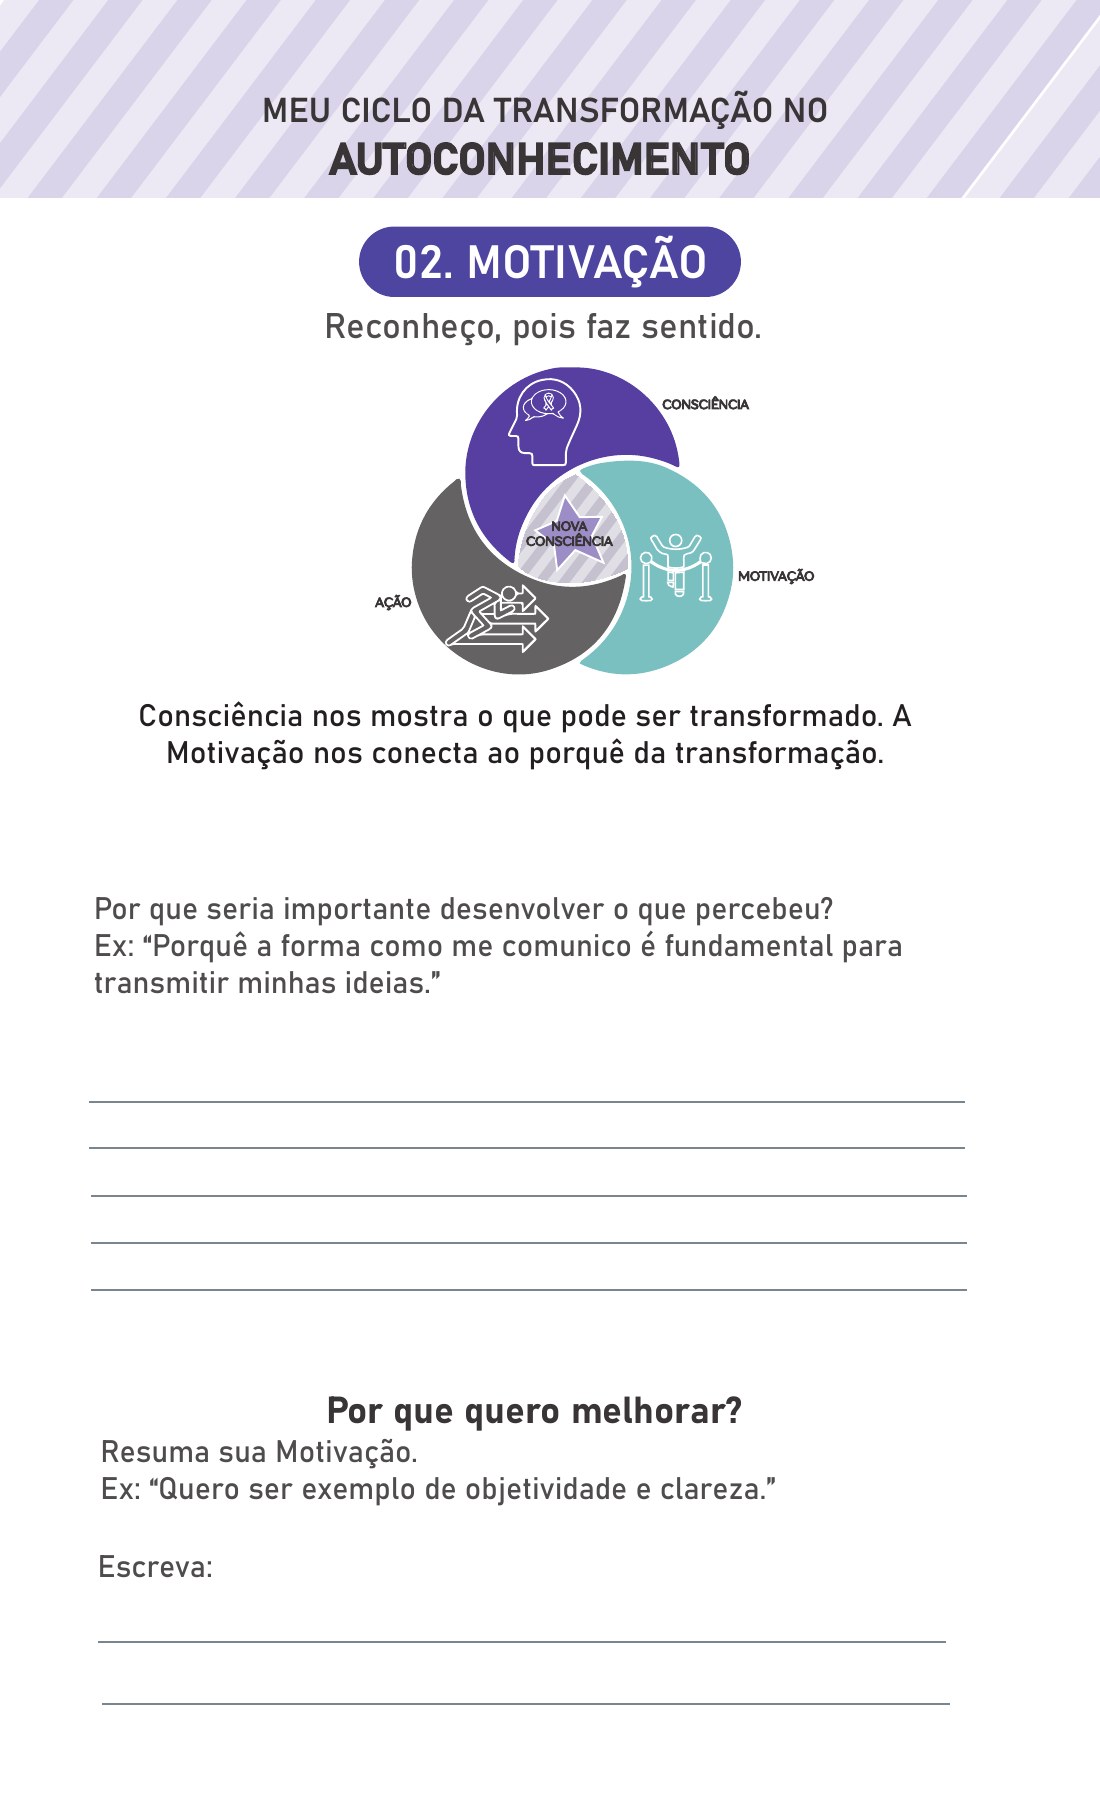 MEU CICLO DA TRANSFORMAÇÃO NO
AUTOCONHECIMENTO
02. MOTIVAÇÃO
Reconheço, pois faz sentido.
CONSCIÊNCIA
NOVA
CONSCIÊNCIA
MOTIVAÇÃO
AÇÃO
Consciência nos mostra o que pode ser transformado. A
Motivação nos conecta ao porquê da transformação.
Por que seria importante desenvolver o que percebeu?
Ex: “Porquê a forma como me comunico é fundamental para
transmitir minhas ideias.”
Por que quero melhorar?
Resuma sua Motivação.
Ex: “Quero ser exemplo de objetividade e clareza.”
Escreva: